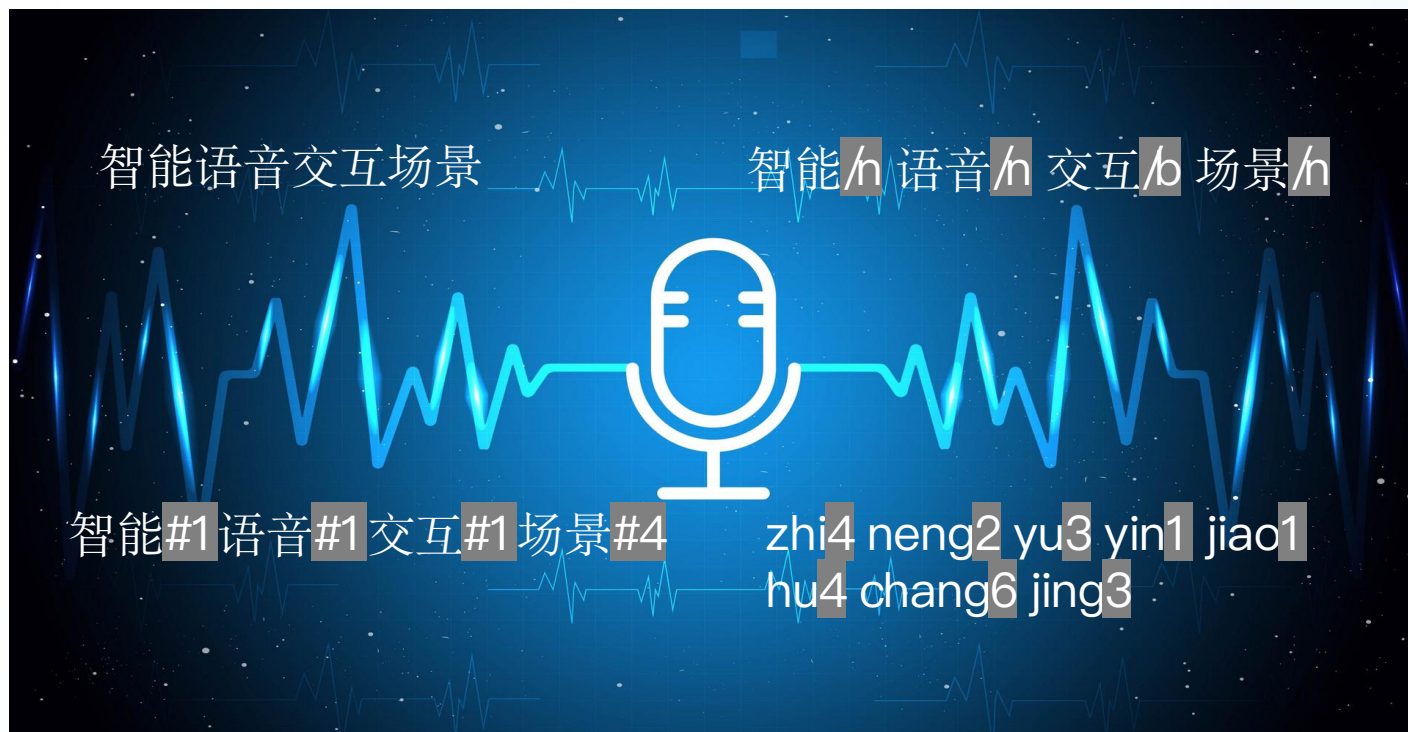 智能语音交互场景
智能/n 语音/n 交互/b 场景/n
智能#1语音#1交互#1场景#4
zhi4 neng2 yu3 yin1 jiao1
hu4 chang6 jing3